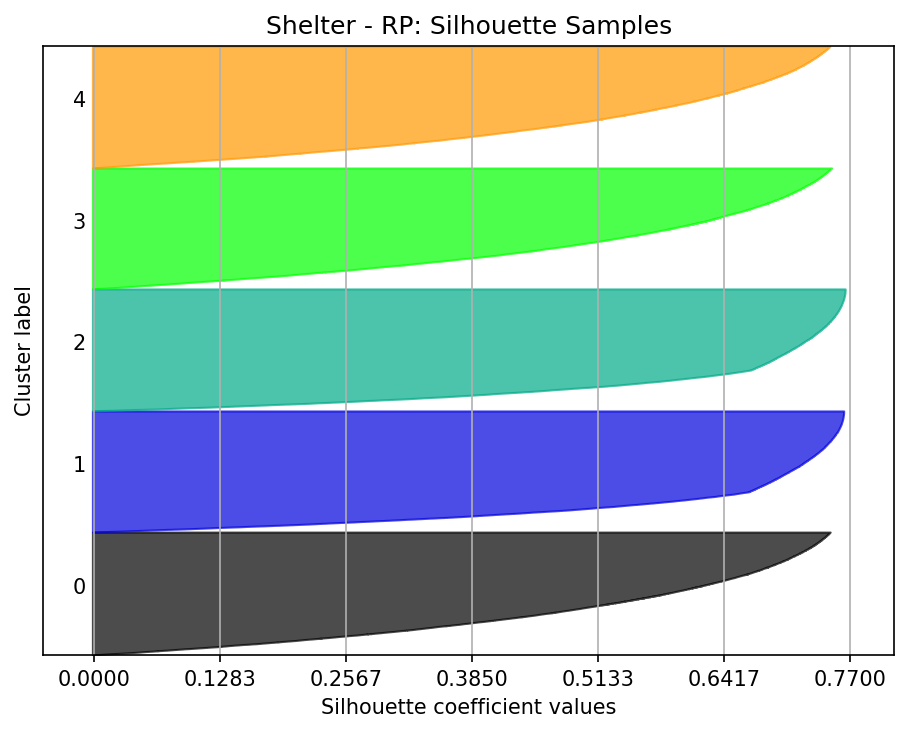 Shelter - RP: Silhouette Samples
4
3
2
1
0
Cluster label
0.0000 0.1283 0.2567 0.3850 0.5133 0.6417 0.7700
Silhouette coefficient values